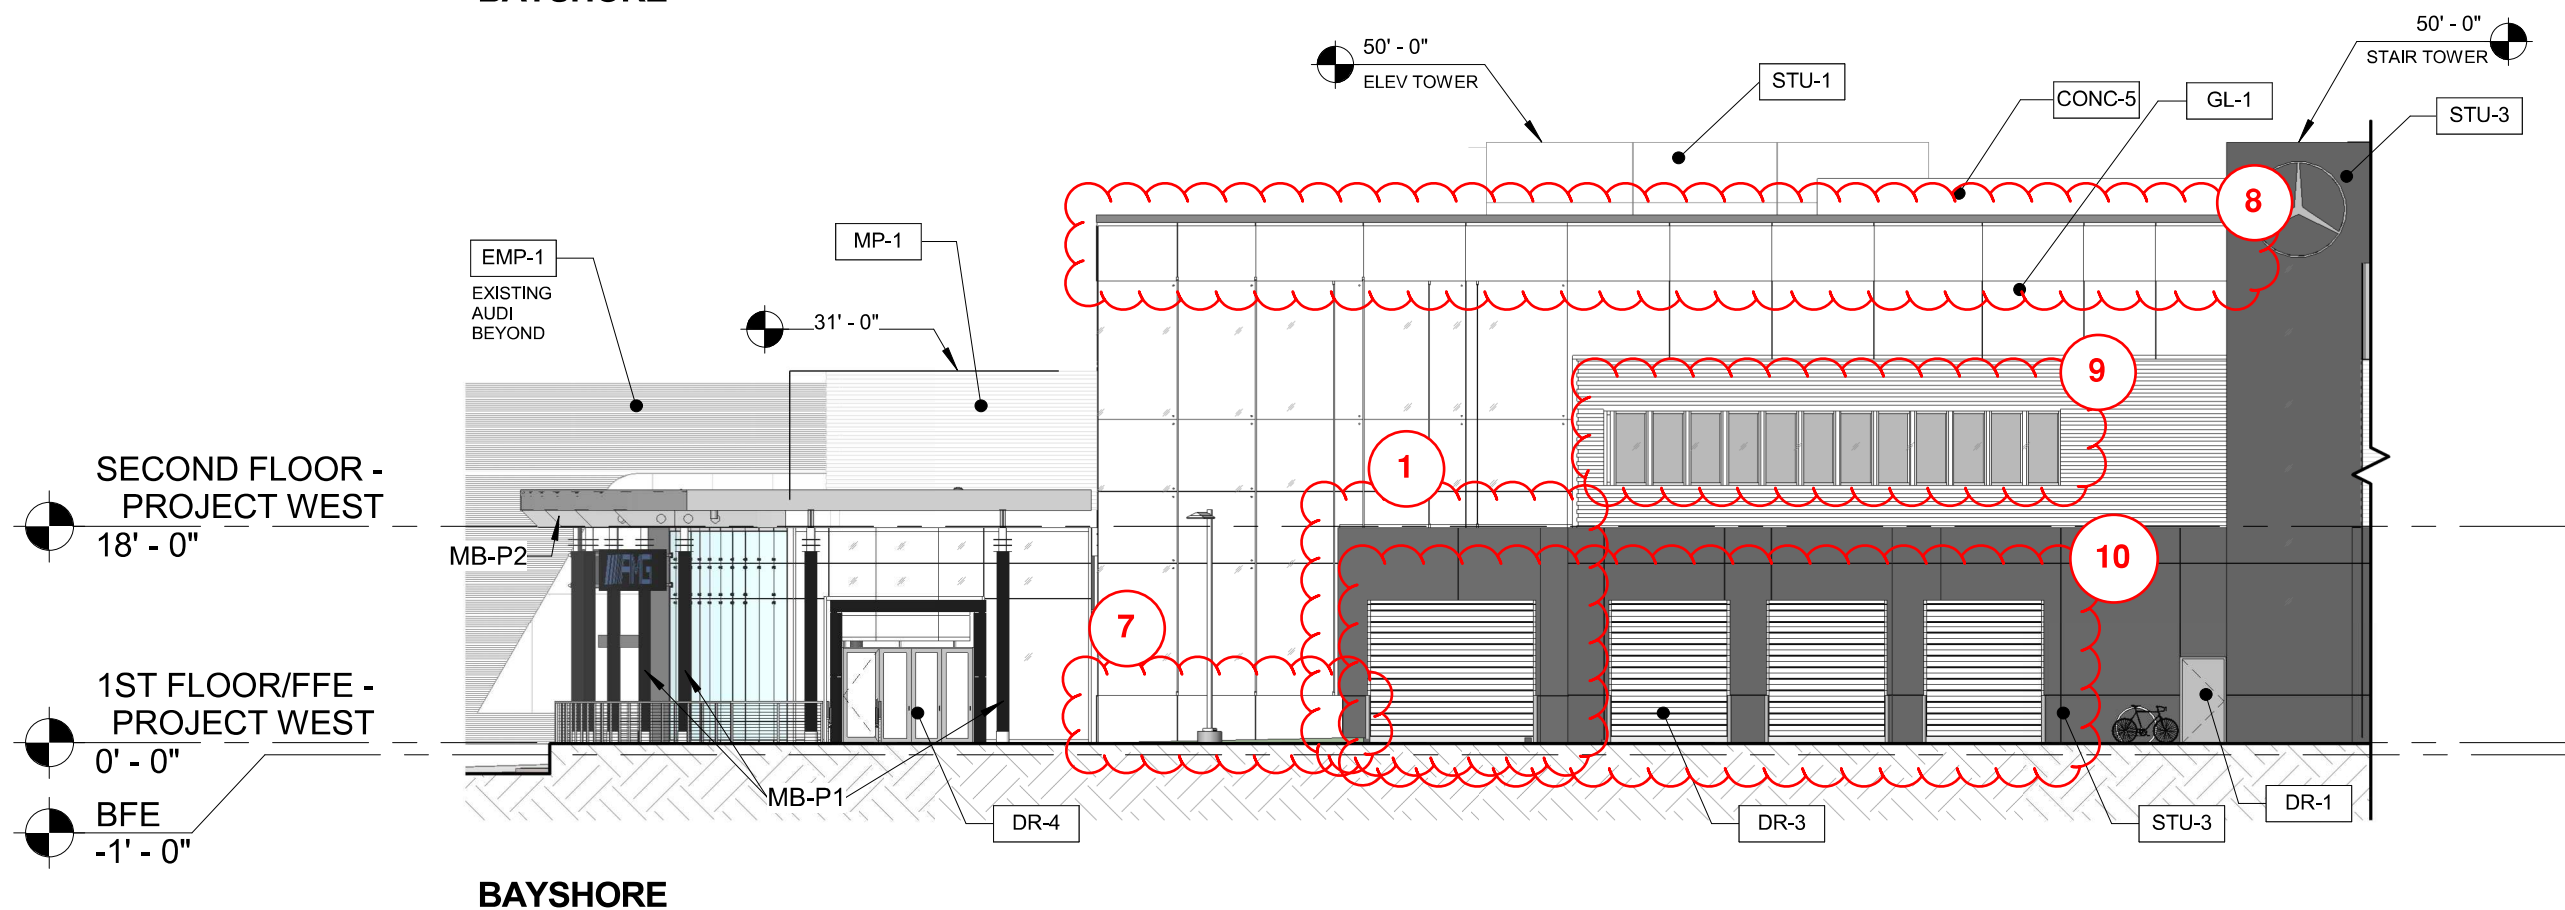 50' - 0"
ELEV TOWER
STU-1
CONC-5
GL-1
50' - 0"
STAIR TOWER
STU-3
8
EMP-1
EXISTING
AUDI
BEYOND
MP-1
31' - 0"
9
1
SECOND FLOOR -
PROJECT WEST
18' - 0"
MB-P2
AMG
10
7
1ST FLOOR/FFE -
PROJECT WEST
0' - 0"
BFE
-1' - 0"
MB-P1
DR-4
DR-3
STU-3
DR-1
BAYSHORE